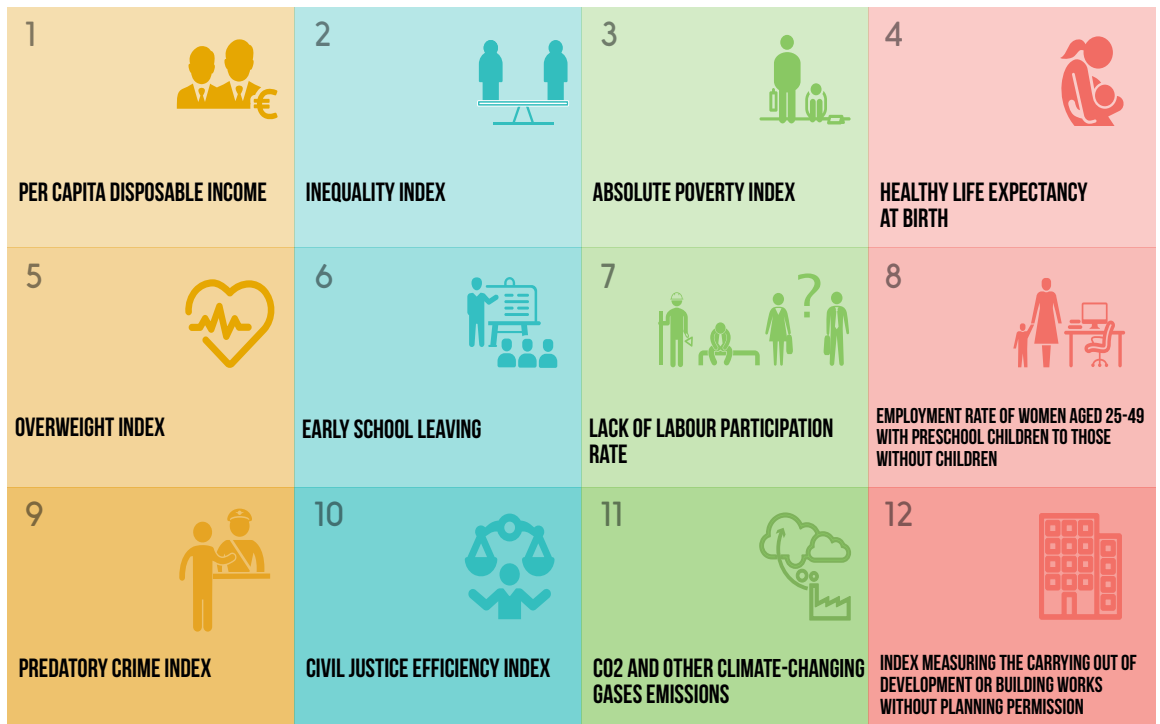 1
PER CAPITA DISPOSABLE INCOME
2
INEQUALITY INDEX
3
ABSOLUTE POVERTY INDEX
4
HEALTHY LIFE EXPECTANCY
AT BIRTH
5
OVERWEIGHT INDEX
6
EARLY SCHOOL LEAVING
7
?
LACK OF LABOUR PARTICIPATION
RATE
8
EMPLOYMENT RATE OF WOMEN AGED 25-49
WITH PRESCHOOL CHILDREN TO THOSE
WITHOUT CHILDREN
9
PREDATORY CRIME INDEX
10
CIVIL JUSTICE EFFICIENCY INDEX
11
CO2 AND OTHER CLIMATE-CHANGING
GASES EMISSIONS
12
INDEX MEASURING THE CARRYING OUT OF
DEVELOPMENT OR BUILDING WORKS
WITHOUT PLANNING PERMISSION